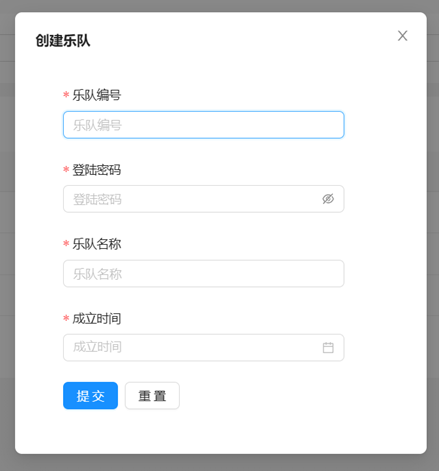 创建乐队
* 乐队编号
乐队编号
* 登陆密码
登陆密码
* 乐队名称
乐队名称
* 成立时间
成立时间
提交 重置